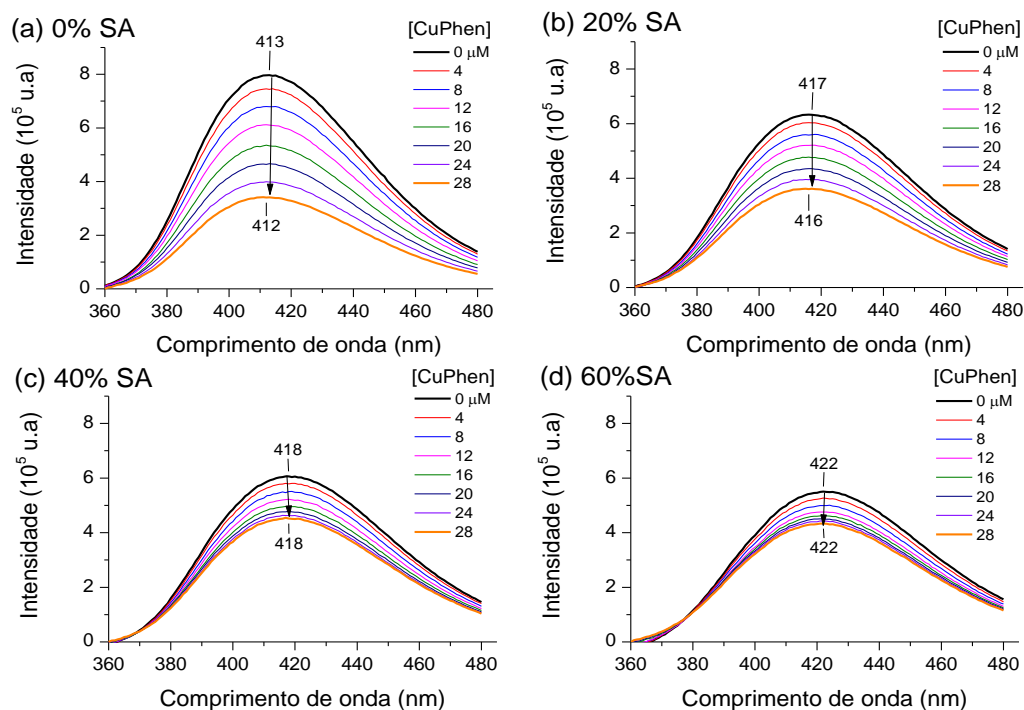 (a) 0% SA
[CuPhen]
0 μM
4
8
12
16
20
24
28
413
412
Intensidade (10⁵ u.a)
8
6
4
2
0
360 380 400 420 440 460 480
Comprimento de onda (nm)
(b) 20% SA
[CuPhen]
0 μM
4
8
12
16
20
24
28
417
416
Intensidade (10⁵ u.a)
8
6
4
2
0
360 380 400 420 440 460 480
Comprimento de onda (nm)
(c) 40% SA
[CuPhen]
0 μM
4
8
12
16
20
24
28
418
418
Intensidade (10⁵ u.a)
8
6
4
2
0
360 380 400 420 440 460 480
Comprimento de onda (nm)
(d) 60%SA
[CuPhen]
0 μM
4
8
12
16
20
24
28
422
422
Intensidade (10⁵ u.a)
8
6
4
2
0
360 380 400 420 440 460 480
Comprimento de onda (nm)